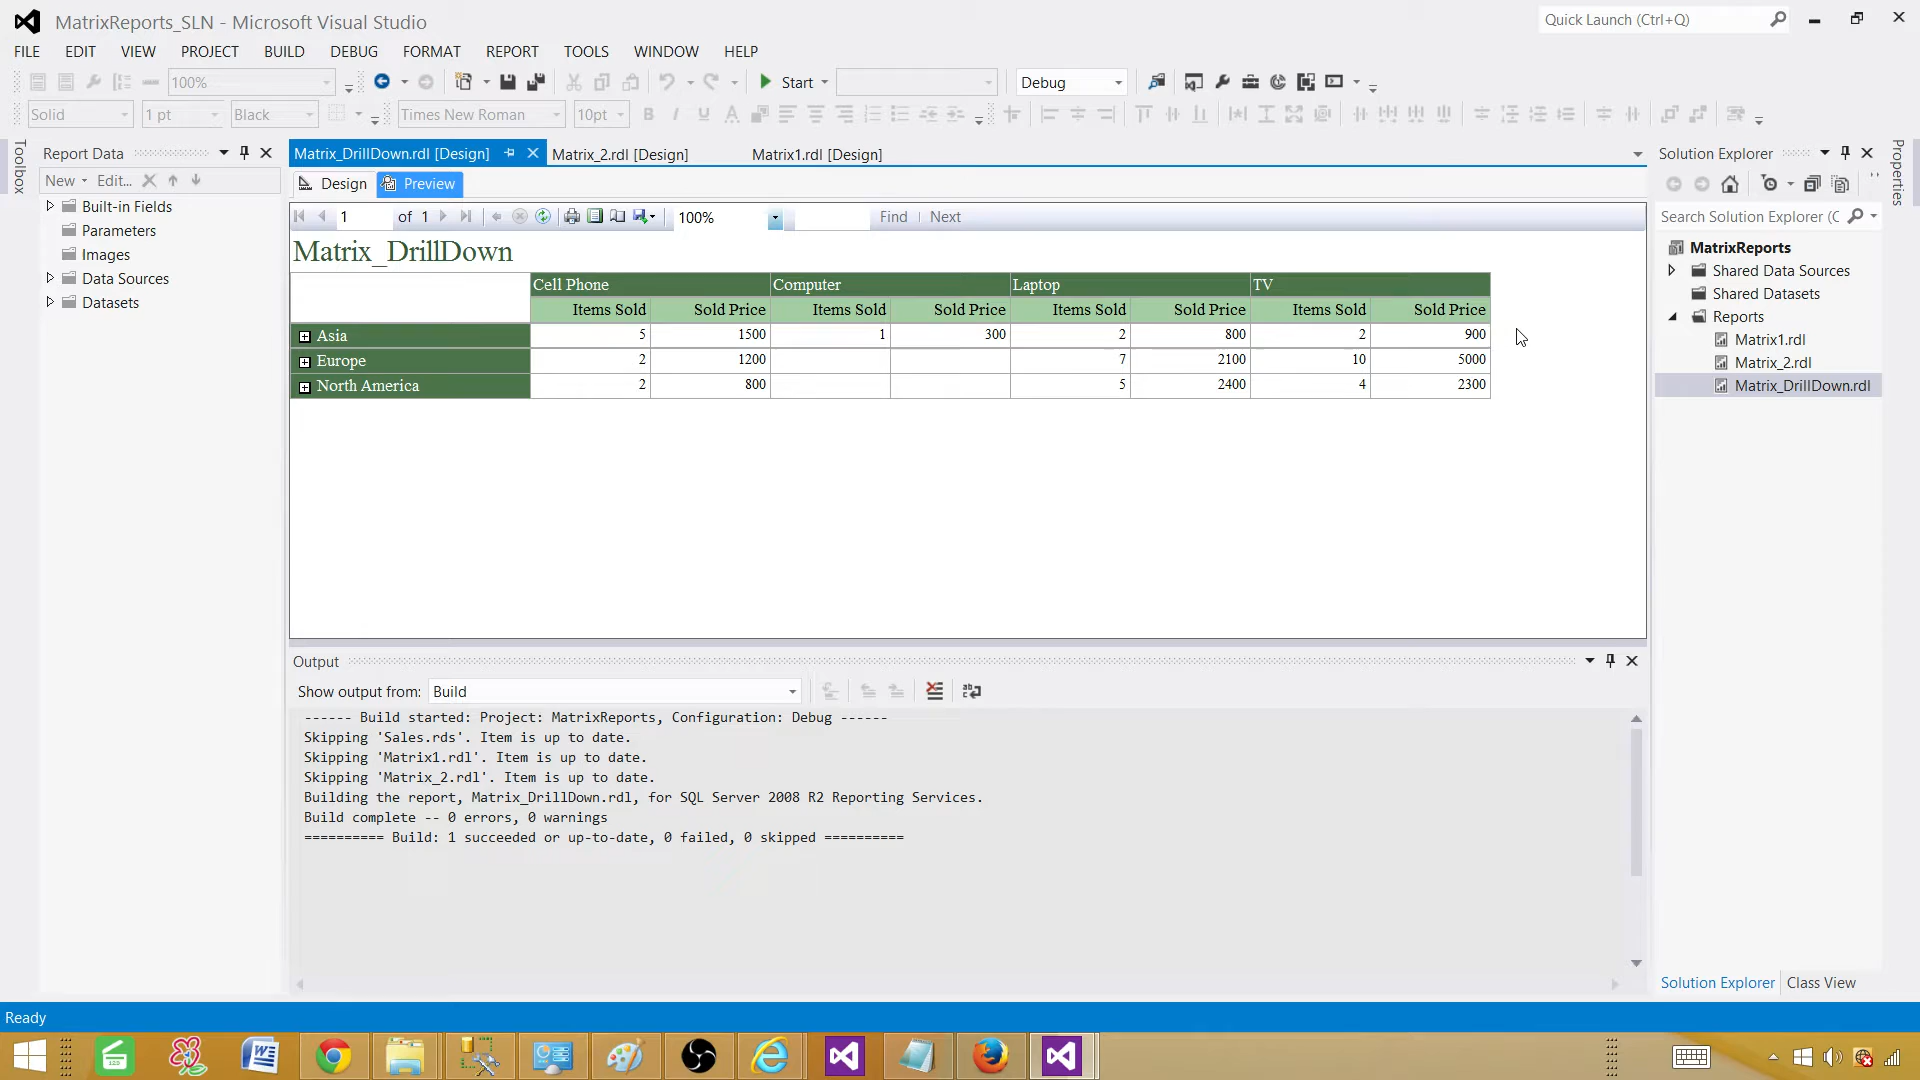 MatrixReports_SLN - Microsoft Visual Studio
Quick Launch (Ctrl+Q)
FILE EDIT VIEW PROJECT BUILD DEBUG FORMAT REPORT TOOLS WINDOW HELP
100% Start Debug
Solid 1 pt Black Times New Roman 10pt B I U A
Toolbox
Report Data
New Edit...
Built-in Fields
Parameters
Images
Data Sources
Datasets
Matrix_DrillDown.rdl [Design] Matrix_2.rdl [Design] Matrix1.rdl [Design]
Design Preview
1 of 1 100% Find Next
Matrix_DrillDown
Cell Phone Computer Laptop TV
Items Sold Sold Price Items Sold Sold Price Items Sold Sold Price Items Sold Sold Price
Asia 5 1500 1 300 2 800 2 900
Europe 2 1200 7 2100 10 5000
North America 2 800 5 2400 4 2300
Output
Show output from: Build
------ Build started: Project: MatrixReports, Configuration: Debug ------
Skipping 'Sales.rds'. Item is up to date.
Skipping 'Matrix1.rdl'. Item is up to date.
Skipping 'Matrix_2.rdl'. Item is up to date.
Building the report, Matrix_DrillDown.rdl, for SQL Server 2008 R2 Reporting Services.
Build complete -- 0 errors, 0 warnings
========== Build: 1 succeeded or up-to-date, 0 failed, 0 skipped ==========
Solution Explorer
Search Solution Explorer (C
MatrixReports
Shared Data Sources
Shared Datasets
Reports
Matrix1.rdl
Matrix_2.rdl
Matrix_DrillDown.rdl
Solution Explorer Class View
Properties
Ready